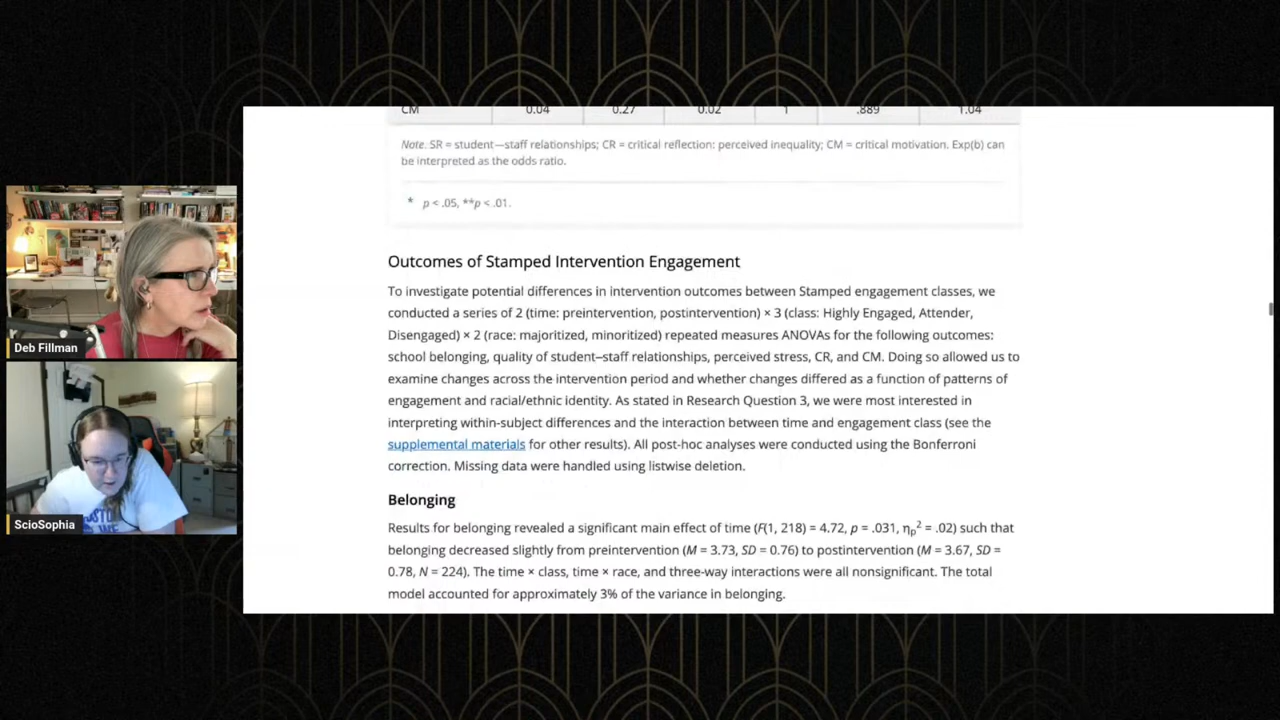 CM 0.04 0.27 0.02 1 .889 1.04
Note. SR = student—staff relationships; CR = critical reflection: perceived inequality; CM = critical motivation. Exp(b) can
be interpreted as the odds ratio.
* p < .05, **p < .01.
Outcomes of Stamped Intervention Engagement
To investigate potential differences in intervention outcomes between Stamped engagement classes, we
conducted a series of 2 (time: preintervention, postintervention) × 3 (class: Highly Engaged, Attender,
Disengaged) × 2 (race: majoritized, minoritized) repeated measures ANOVAs for the following outcomes:
school belonging, quality of student–staff relationships, perceived stress, CR, and CM. Doing so allowed us to
examine changes across the intervention period and whether changes differed as a function of patterns of
engagement and racial/ethnic identity. As stated in Research Question 3, we were most interested in
interpreting within-subject differences and the interaction between time and engagement class (see the
supplemental materials for other results). All post-hoc analyses were conducted using the Bonferroni
correction. Missing data were handled using listwise deletion.
Belonging
Results for belonging revealed a significant main effect of time (F(1, 218) = 4.72, p = .031, ηp² = .02) such that
belonging decreased slightly from preintervention (M = 3.73, SD = 0.76) to postintervention (M = 3.67, SD =
0.78, N = 224). The time × class, time × race, and three-way interactions were all nonsignificant. The total
model accounted for approximately 3% of the variance in belonging.
Deb Fillman
ScioSophia